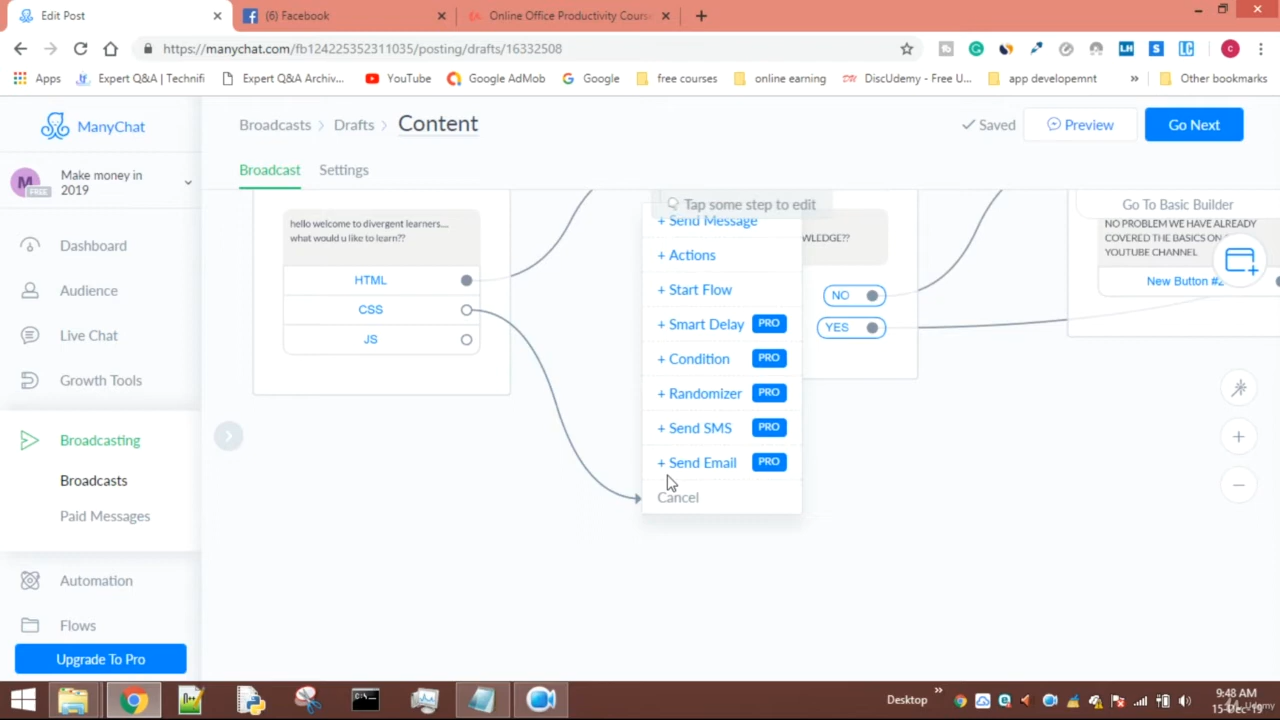 Edit Post
(6) Facebook
Online Office Productivity Cours
https://manychat.com/fb124225352311035/posting/drafts/16332508
Apps
Expert Q&A | Technifi
Expert Q&A Archiv...
YouTube
Google AdMob
Google
free courses
online earning
DiscUdemy - Free U...
app developemnt
»
Other bookmarks
ManyChat
Broadcasts > Drafts > Content
Saved
Preview
Go Next
M
FREE
Make money in
2019
Broadcast
Settings
Dashboard
Audience
Live Chat
Growth Tools
Broadcasting
Broadcasts
Paid Messages
Automation
Flows
Upgrade To Pro
hello welcome to divergent learners....
what would u like to learn??
HTML
CSS
JS
Tap some step to edit
+ Send Message
+ Actions
+ Start Flow
+ Smart Delay PRO
+ Condition PRO
+ Randomizer PRO
+ Send SMS PRO
+ Send Email PRO
Cancel
NO
YES
Go To Basic Builder
NO PROBLEM WE HAVE ALREADY
COVERED THE BASICS ON
YOUTUBE CHANNEL
New Button #2
Desktop
9:48 AM
15-Dec-19
Udemy